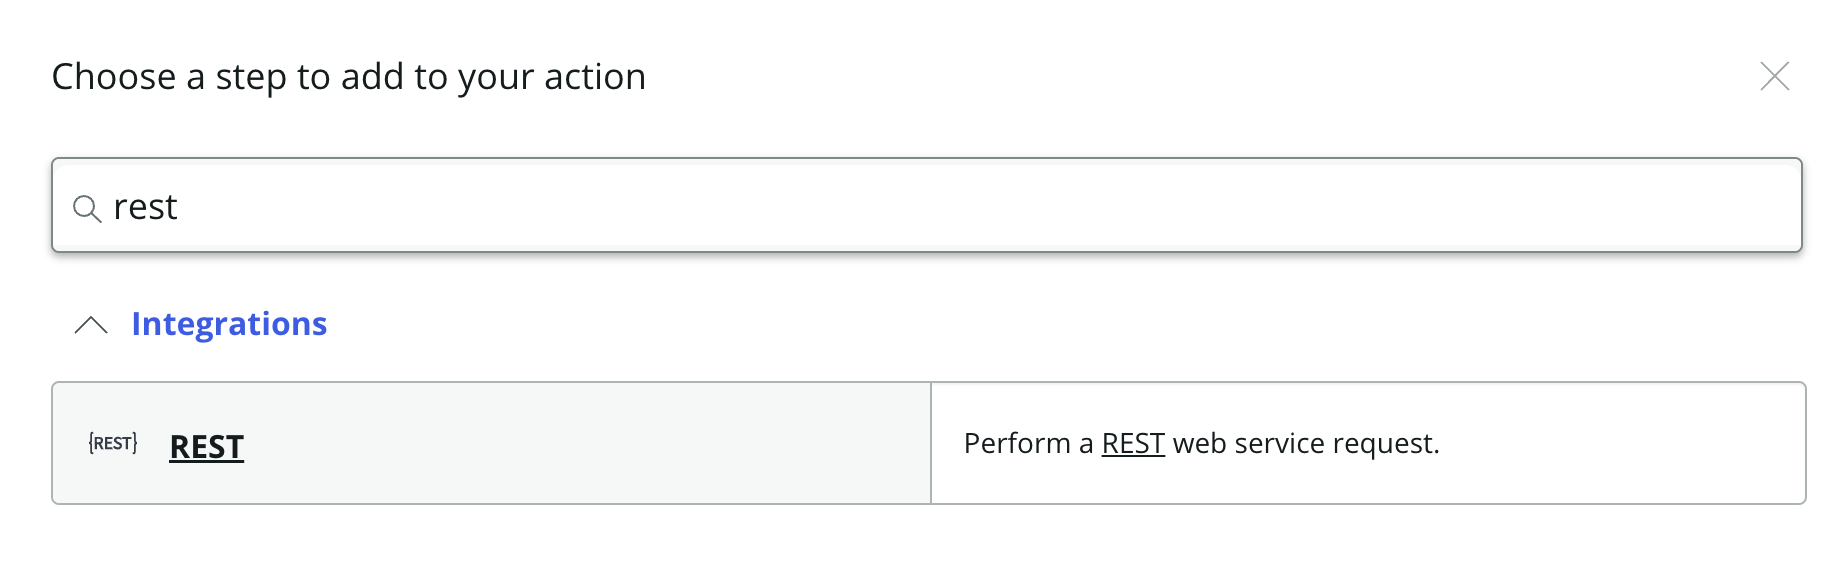 Choose a step to add to your action
rest
Integrations
{REST} REST Perform a REST web service request.